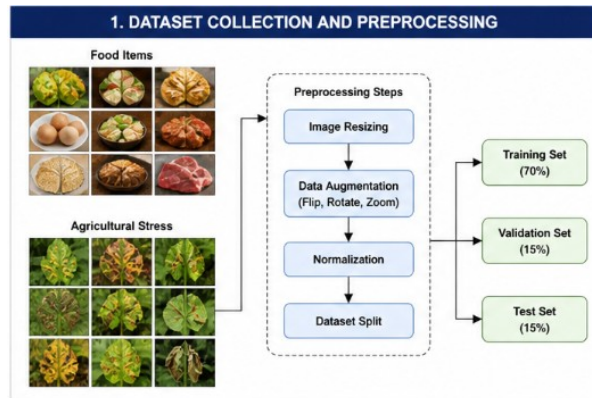 1. DATASET COLLECTION AND PREPROCESSING
Food Items
Agricultural Stress
Preprocessing Steps
Image Resizing
Data Augmentation
(Flip, Rotate, Zoom)
Normalization
Dataset Split
Training Set
(70%)
Validation Set
(15%)
Test Set
(15%)